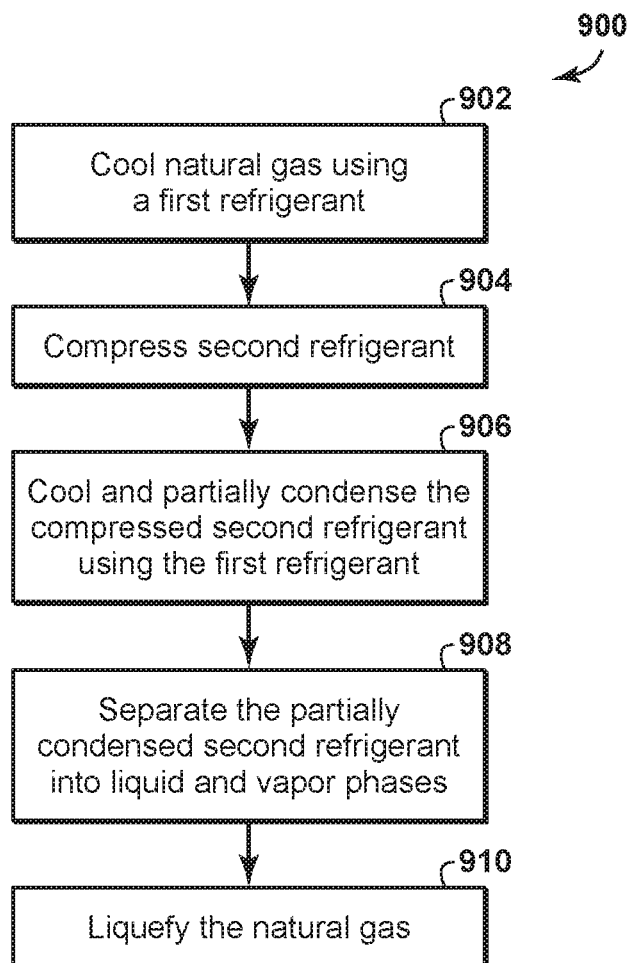 900
902
Cool natural gas using
a first refrigerant
904
Compress second refrigerant
906
Cool and partially condense the
compressed second refrigerant
using the first refrigerant
908
Separate the partially
condensed second refrigerant
into liquid and vapor phases
910
Liquefy the natural gas